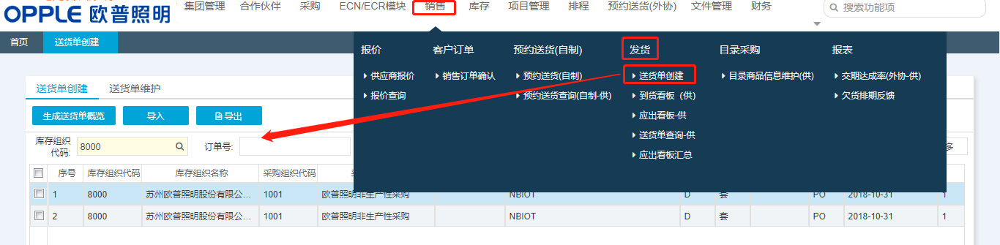 集团管理 合作伙伴 采购 ECN/ECR模块 销售 库存 项目管理 排程 预约送货(外协) 文件管理 财务 搜索功能项
OPPLE 欧普照明
首页 送货单创建
报价 客户订单 预约送货(自制) 发货 目录采购 报表
供应商报价 销售订单确认 预约送货(自制) 送货单创建 目录商品信息维护(供) 交期达成率(外协-供)
报价查询 预约送货查询(自制-供) 到货看板（供） 欠货排期反馈
应出看板-供
送货单查询-供
应出看板汇总
送货单创建 送货单维护
生成送货单概览 导入 导出
库存组织代码: 8000 订单号: 多
序号 库存组织代码 库存组织名称 采购组织代码
1 8000 苏州欧普照明股份有限公... 1001 欧普照明非生产性采购 NBIOT D 套 PO 2018-10-31 1
2 8000 苏州欧普照明股份有限公... 1001 欧普照明非生产性采购 NBIOT D 套 PO 2018-10-31 1